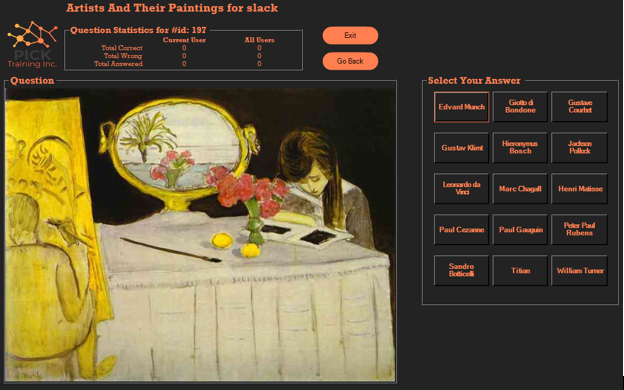 Artists And Their Paintings for slack
PICK
Training Inc.
Question Statistics for #id: 197
Current User All Users
Total Correct 0 0
Total Wrong 0 0
Total Answered 0 0
Exit
Go Back
Question
Select Your Answer
Edvard Munch
Giotto di
Bondone
Gustave
Courbet
Gustav Klimt
Hieronymus
Bosch
Jackson
Pollock
Leonardo da
Vinci
Marc Chagall
Henri Matisse
Paul Cezanne
Paul Gauguin
Peter Paul
Rubens
Sandro
Botticelli
Titian
William Turner